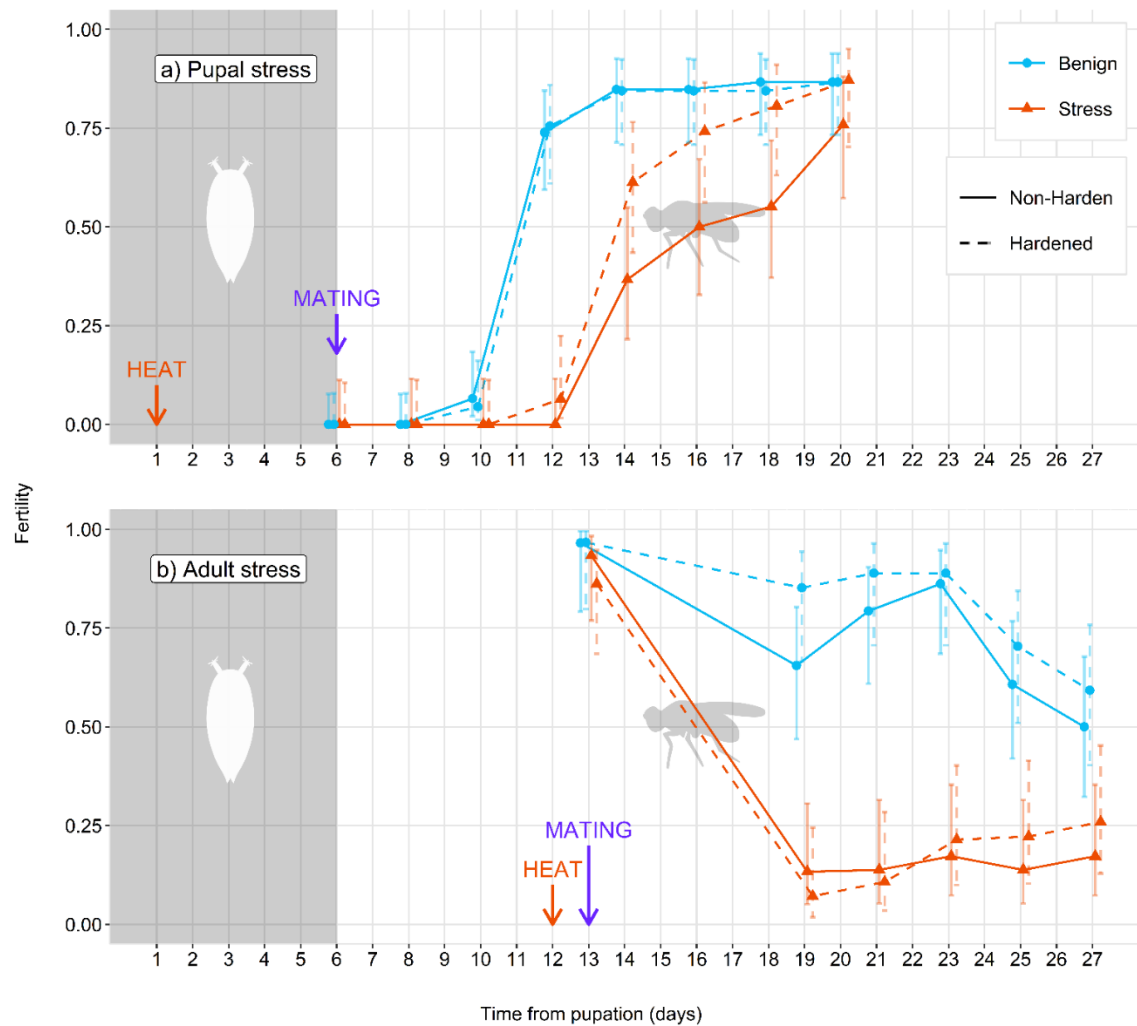 1.00
0.75
0.50
0.25
0.00
a) Pupal stress
HEAT
MATING
Benign
Stress
Non-Harden
Hardened
1 2 3 4 5 6 7 8 9 10 11 12 13 14 15 16 17 18 19 20 21 22 22 23 25 25 27
Fertility
1.00
0.75
0.50
0.25
0.00
b) Adult stress
MATING
HEAT
1 2 3 4 5 6 7 8 9 10 11 12 13 14 15 16 17 18 19 20 21 22 22 23 25 25 27
Time from pupation (days)